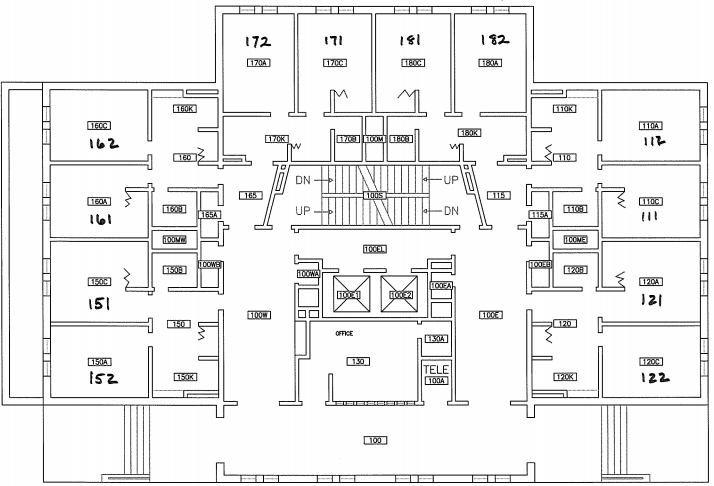 172 171 181 182
170A 170C 180C 180A
160K 110K
160C 110A
162 112
170K 170B 100M 180B 180K
160 110
DN UP
165 100S 115
160A 110C
161 111
160B 165A 115A 110B
UP DN
100MW 100ME
100EL
150B 100WB 100EB 120B
100WA
150C 120A
100EA
151 100E1 100E2 121
100W 100E
150 120
OFFICE
130A
150A 130 120C
TELE
152 150K 100A 120K 122
100